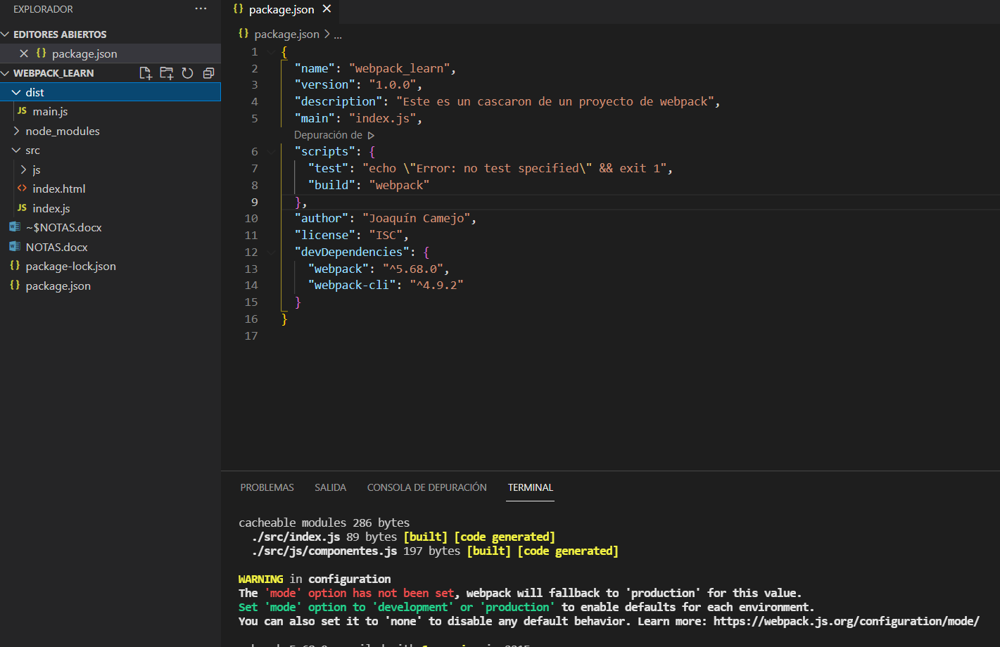 EXPLORADOR ···
EDITORES ABIERTOS
{} package.json
WEBPACK_LEARN
dist
JS main.js
node_modules
src
js
<> index.html
JS index.js
~$NOTAS.docx
NOTAS.docx
{} package-lock.json
{} package.json
{} package.json
{} package.json > ...
1 {
2 "name": "webpack_learn",
3 "version": "1.0.0",
4 "description": "Este es un cascaron de un proyecto de webpack",
5 "main": "index.js",
Depuración de
6 "scripts": {
7 "test": "echo \"Error: no test specified\" && exit 1",
8 "build": "webpack"
9 },
10 "author": "Joaquín Camejo",
11 "license": "ISC",
12 "devDependencies": {
13 "webpack": "^5.68.0",
14 "webpack-cli": "^4.9.2"
15 }
16 }
17
PROBLEMAS SALIDA CONSOLA DE DEPURACIÓN TERMINAL
cacheable modules 286 bytes
./src/index.js 89 bytes [built] [code generated]
./src/js/componentes.js 197 bytes [built] [code generated]
WARNING in configuration
The 'mode' option has not been set, webpack will fallback to 'production' for this value.
Set 'mode' option to 'development' or 'production' to enable defaults for each environment.
You can also set it to 'none' to disable any default behavior. Learn more: https://webpack.js.org/configuration/mode/